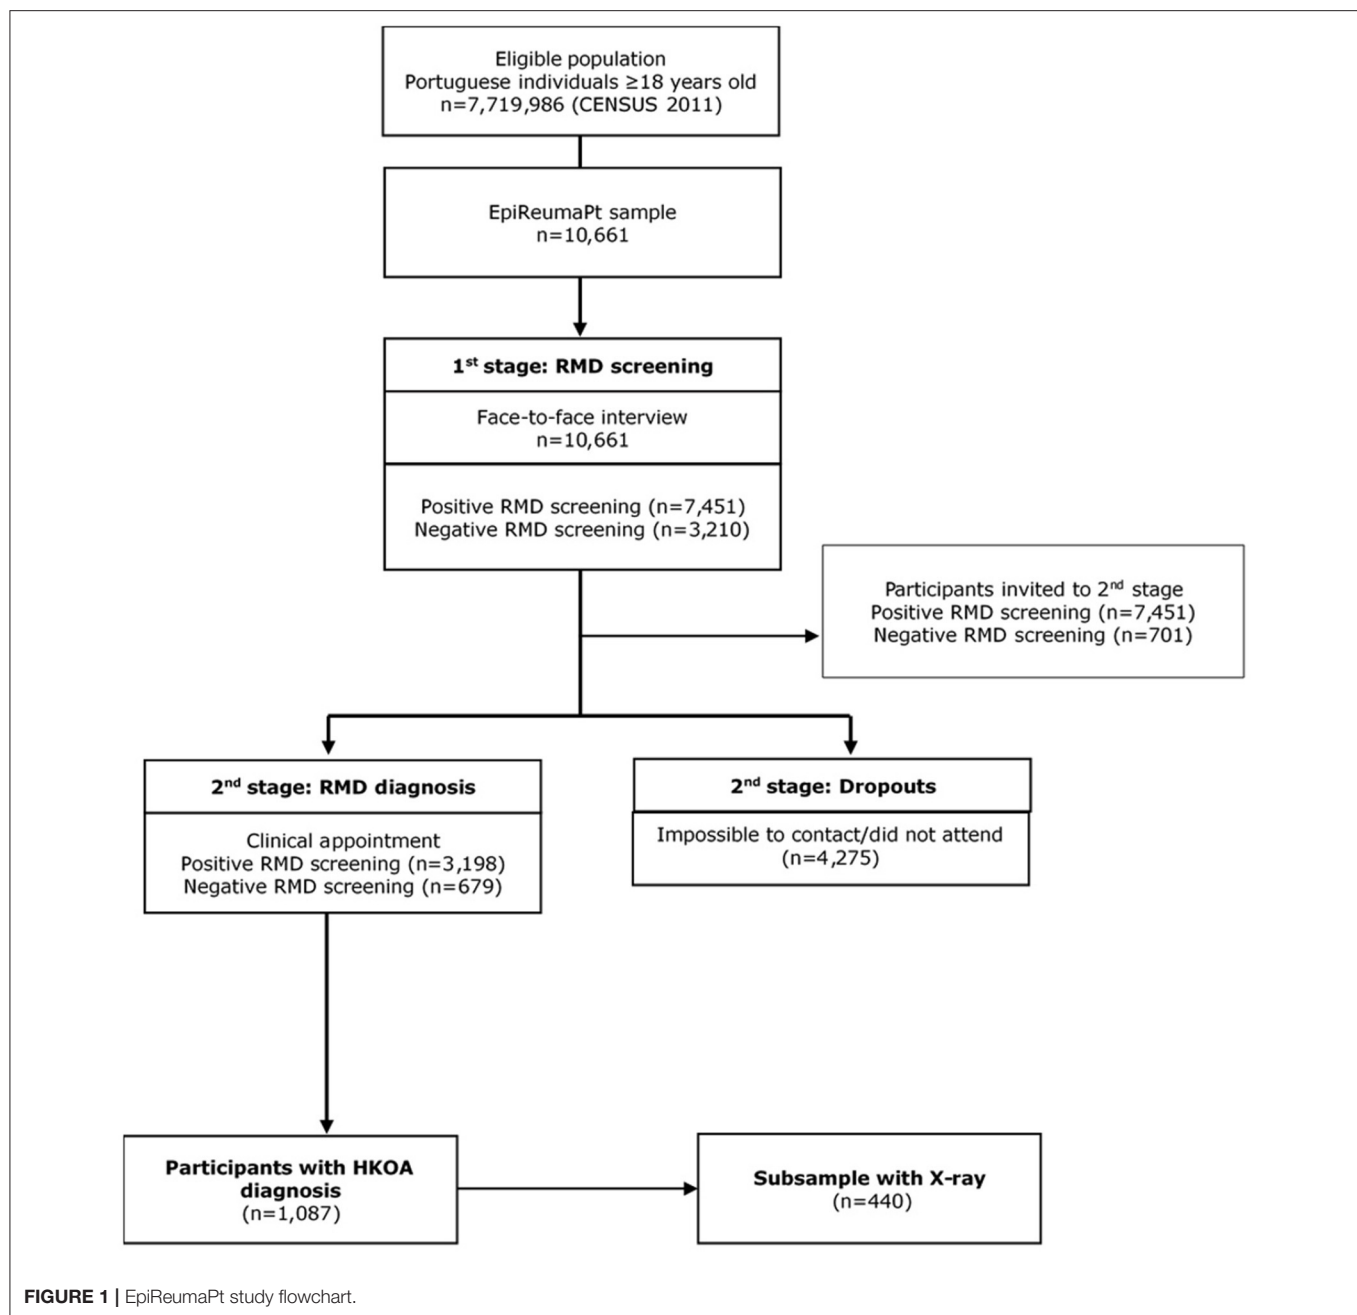 Eligible population
Portuguese individuals ≥18 years old
n=7,719,986 (CENSUS 2011)
EpiReumaPt sample
n=10,661
1st stage: RMD screening
Face-to-face interview
n=10,661
Positive RMD screening (n=7,451)
Negative RMD screening (n=3,210)
Participants invited to 2nd stage
Positive RMD screening (n=7,451)
Negative RMD screening (n=701)
2nd stage: RMD diagnosis
Clinical appointment
Positive RMD screening (n=3,198)
Negative RMD screening (n=679)
2nd stage: Dropouts
Impossible to contact/did not attend
(n=4,275)
Participants with HKOA
diagnosis
(n=1,087)
Subsample with X-ray
(n=440)
FIGURE 1 | EpiReumaPt study flowchart.